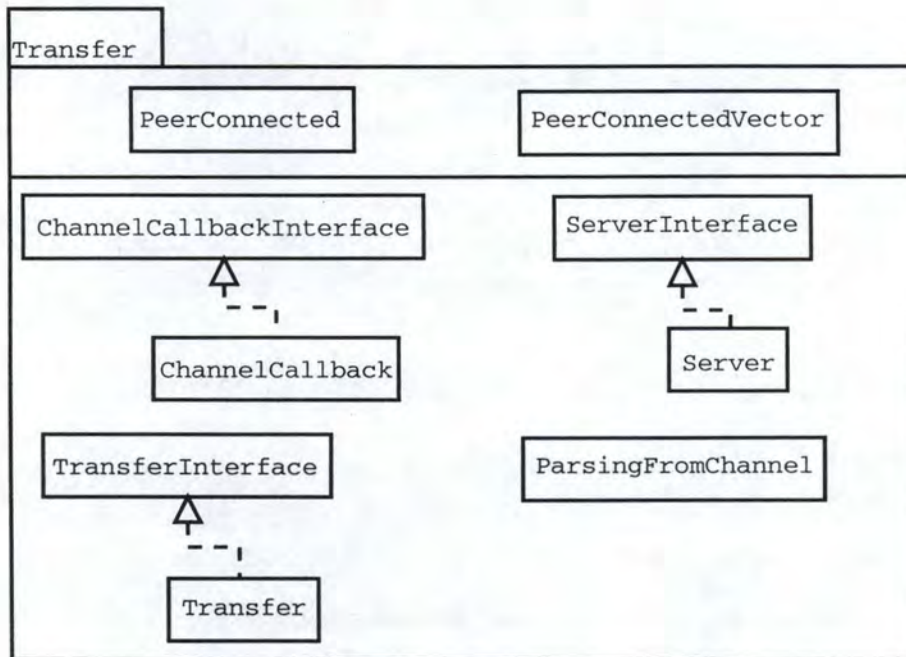 Transfer
PeerConnected
PeerConnectedVector
ChannelCallbackInterface
ServerInterface
ChannelCallback
Server
TransferInterface
ParsingFromChannel
Transfer